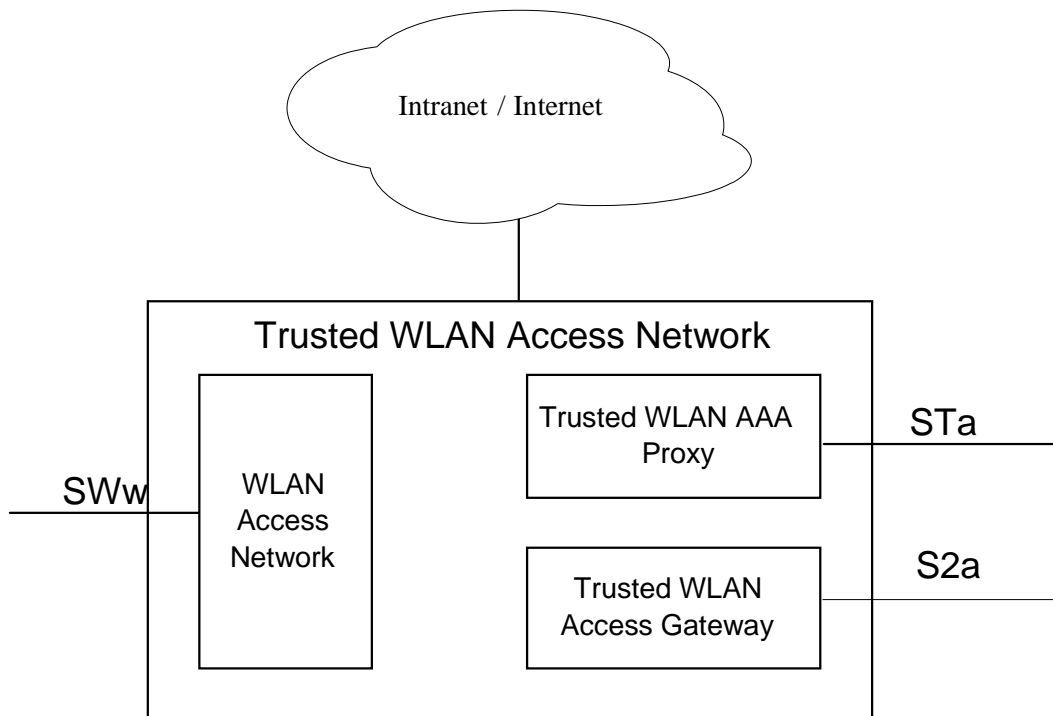 Intranet / Internet
Trusted WLAN Access Network
Trusted WLAN AAA
Proxy
STa
SWw
WLAN
Access
Network
S2a
Trusted WLAN
Access Gateway